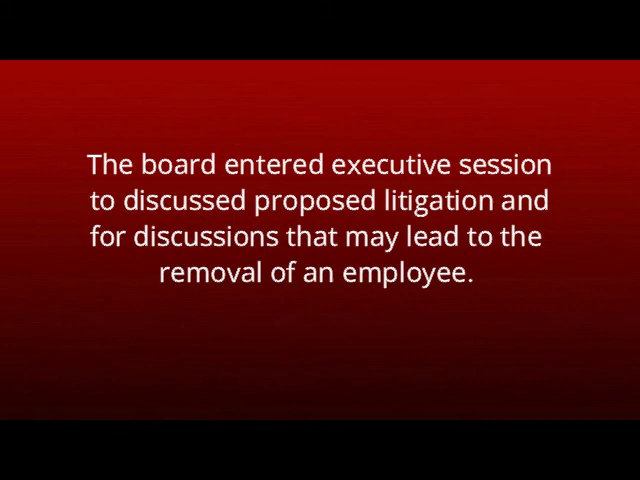 The board entered executive session
to discussed proposed litigation and
for discussions that may lead to the
removal of an employee.